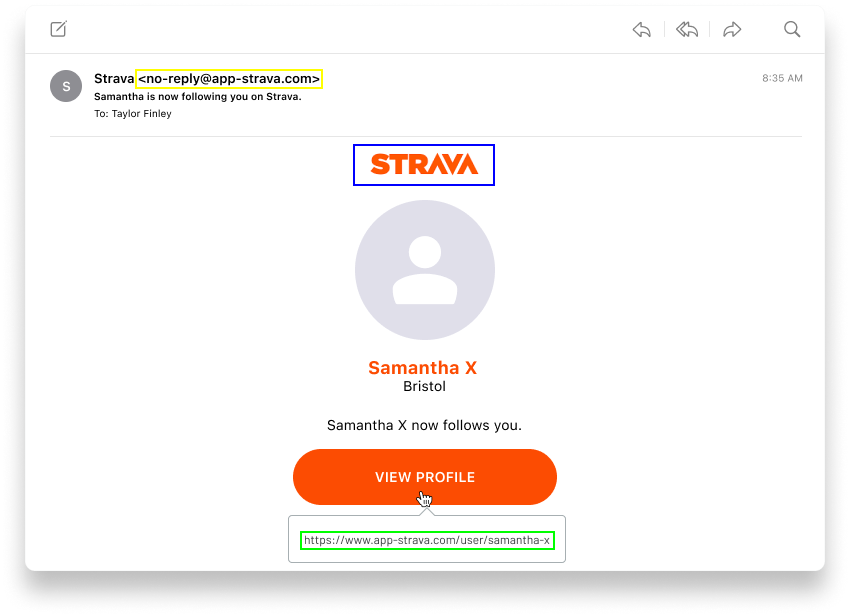 Strava <no-reply@app-strava.com>
8:35 AM
S
Samantha is now following you on Strava.
To: Taylor Finley
STRAVA
Samantha X
Bristol
Samantha X now follows you.
VIEW PROFILE
https://www.app-strava.com/user/samantha-x